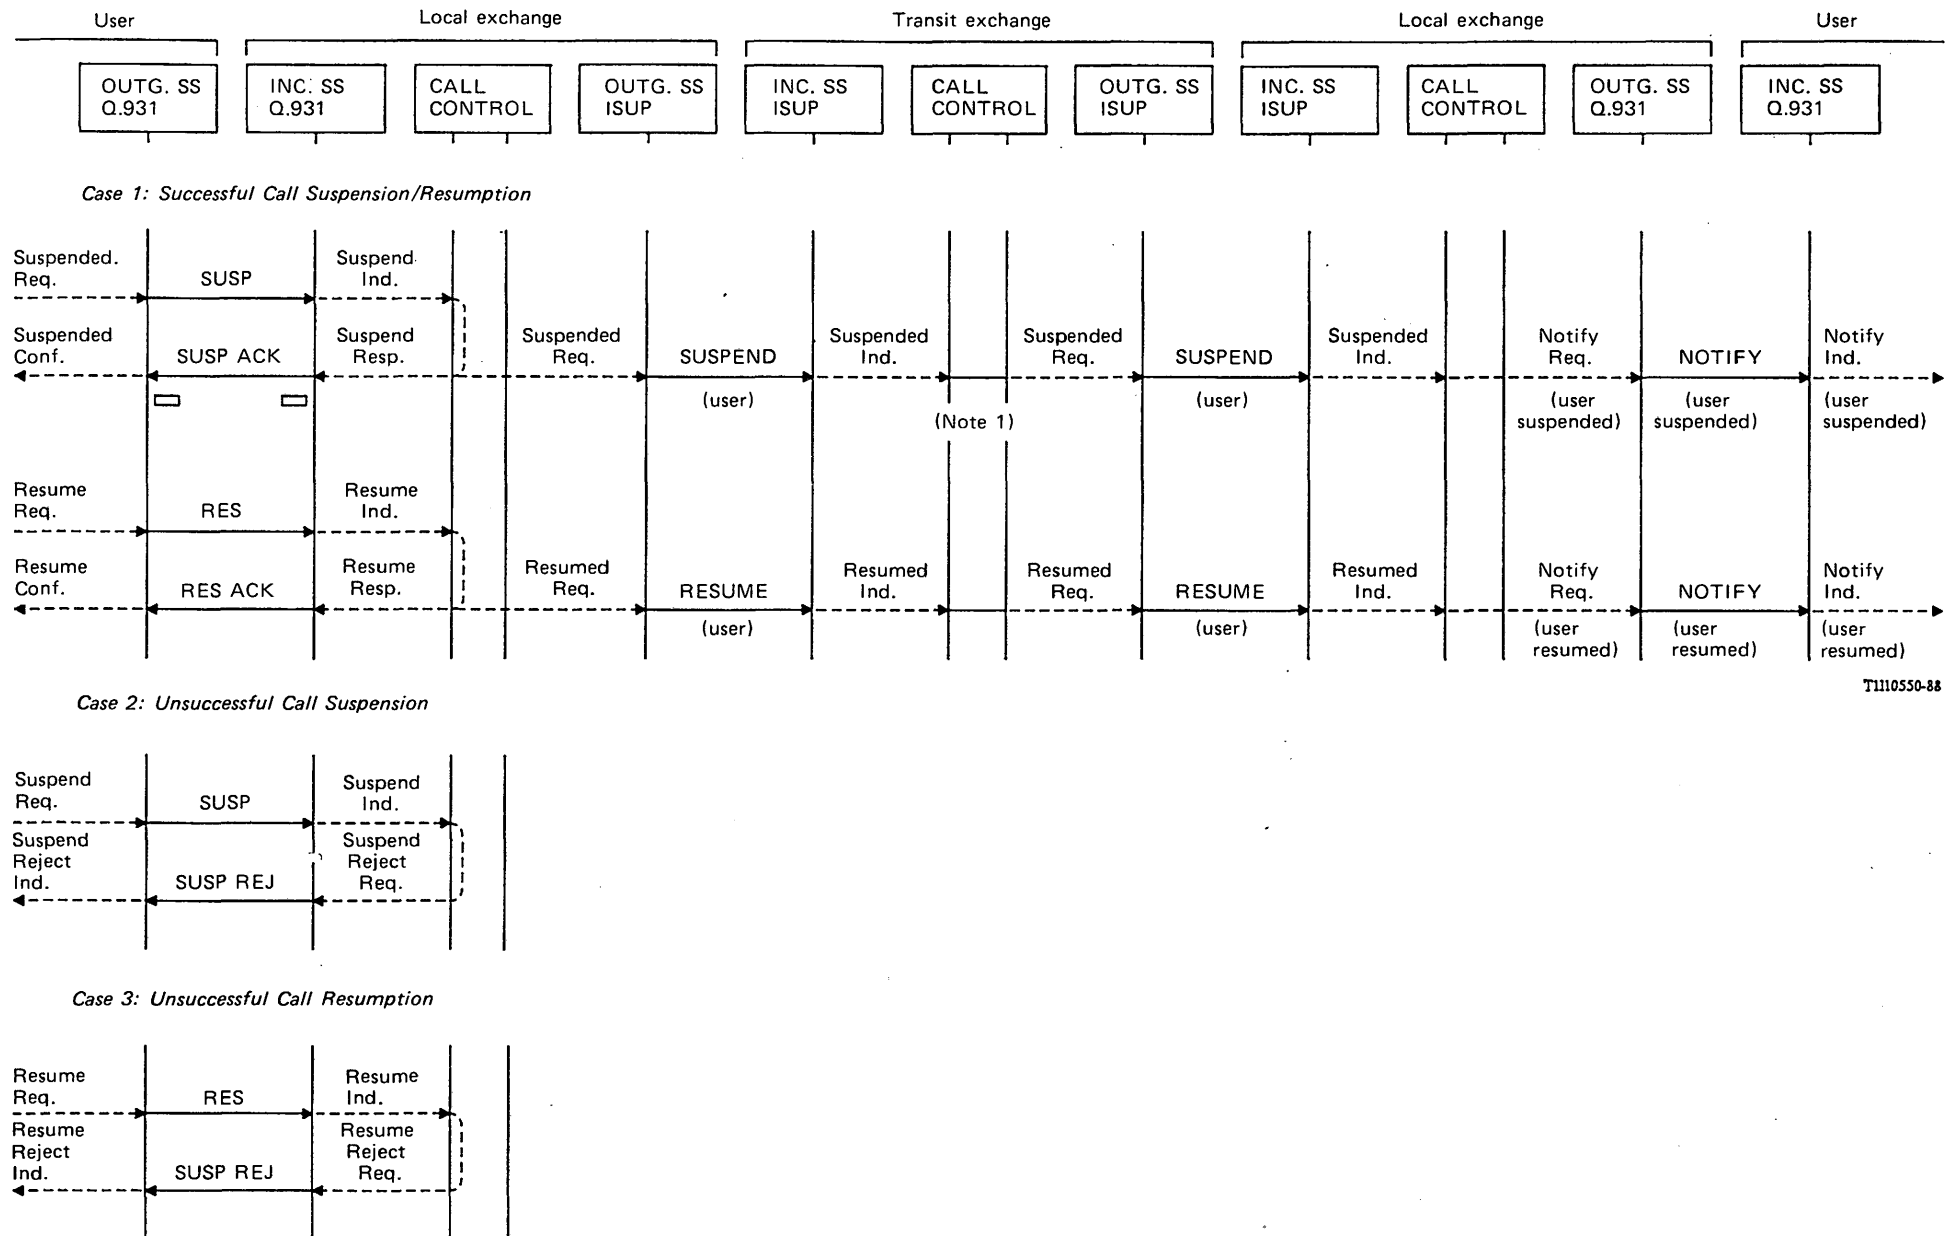 User Local exchange Transit exchange Local exchange User
OUTG. SS INC. SS CALL OUTG. SS INC. SS CALL OUTG. SS INC. SS CALL OUTG. SS INC. SS
Q.931 Q.931 CONTROL ISUP ISUP CONTROL ISUP ISUP CONTROL Q.931 Q.931
Case 1: Successful Call Suspension/Resumption
Suspended. Suspend
Req. SUSP Ind.
Suspended Suspend Suspended Suspended Suspended Suspended Notify Notify
Conf. SUSP ACK Resp. Req. SUSPEND Ind. Req. SUSPEND Ind. Req. NOTIFY Ind.
(user) (user) (user (user (user
(Note 1) suspended) suspended) suspended)
Resume Resume
Req. RES Ind.
Resume Resume Resumed Resumed Resumed Resumed Notify Notify
Conf. RES ACK Resp. Req. RESUME Ind. Req. RESUME Ind. Req. NOTIFY Ind.
(user) (user) (user (user (user
resumed) resumed) resumed)
T1110550-88
Case 2: Unsuccessful Call Suspension
Suspend Suspend
Req. SUSP Ind.
Suspend Suspend
Reject Reject
Ind. SUSP REJ Req.
Case 3: Unsuccessful Call Resumption
Resume Resume
Req. RES Ind.
Resume Resume
Reject Reject
Ind. SUSP REJ Req.